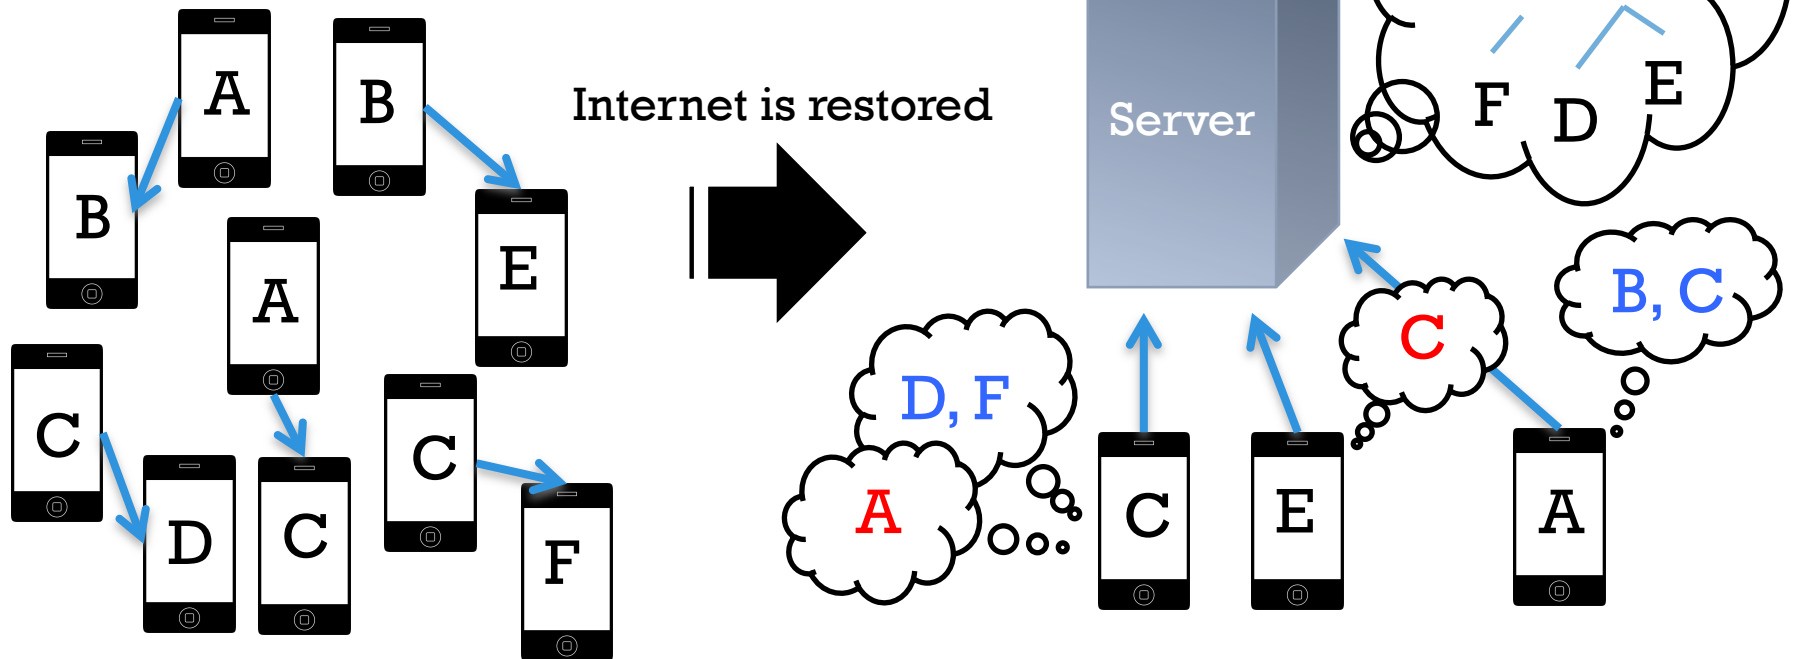 A
B
B
A
E
C
C
D
C
F
Internet is restored
Server
F D E
B, C
C
D, F
A
C
E
A